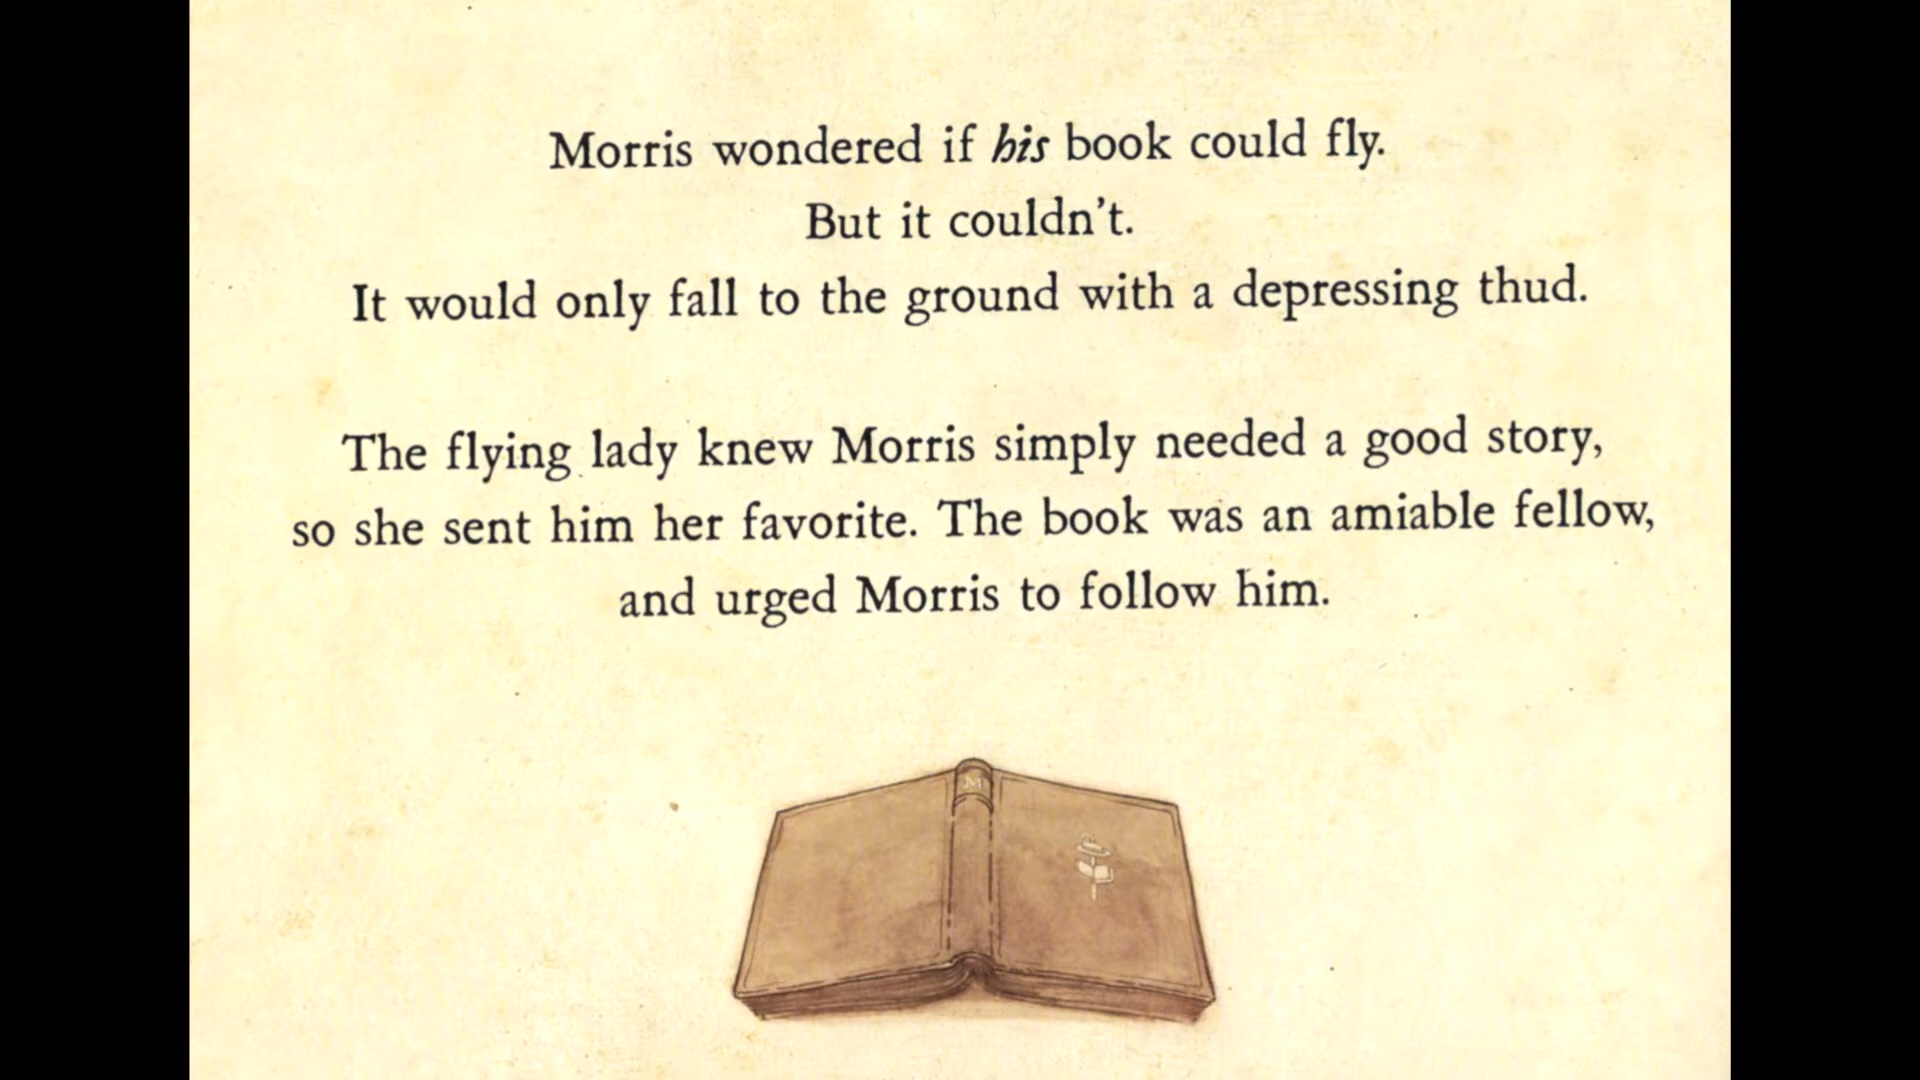 Morris wondered if his book could fly.
But it couldn't.
It would only fall to the ground with a depressing thud.
The flying lady knew Morris simply needed a good story,
so she sent him her favorite. The book was an amiable fellow,
and urged Morris to follow him.
M